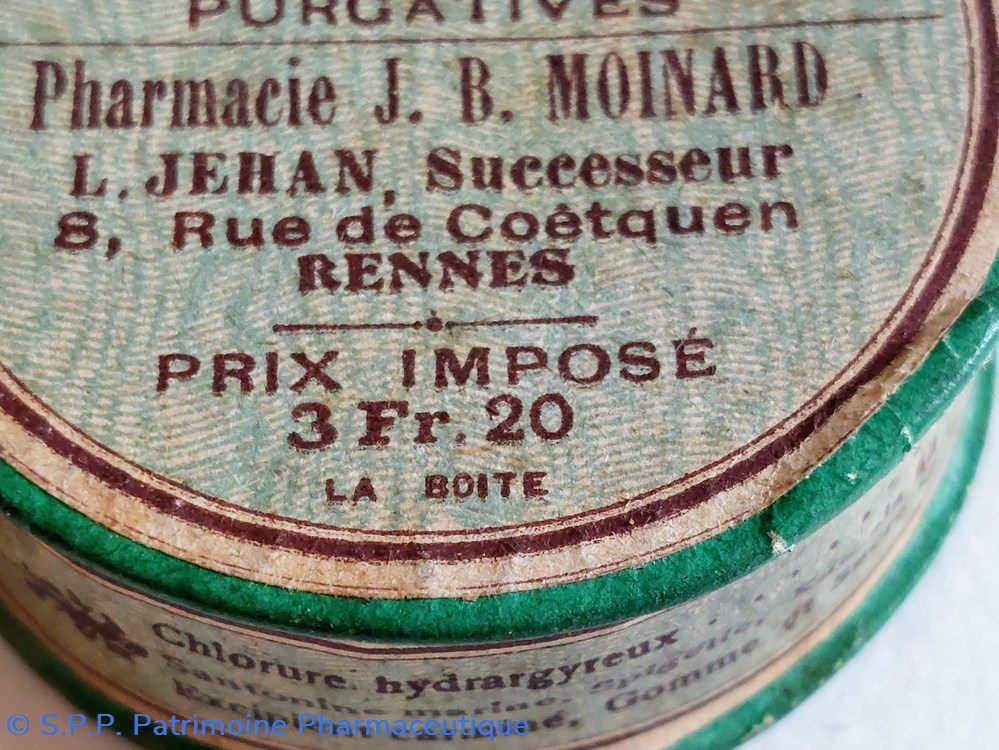 PURGATIVES
Pharmacie J. B. MOINARD
L. JEHAN, Successeur
8, Rue de Coëtquen
RENNES
PRIX IMPOSÉ
3 Fr. 20
LA BOITE
Chlorure hydrargyreux
Santonine
Gomme
© S.P.P. Patrimoine Pharmaceutique